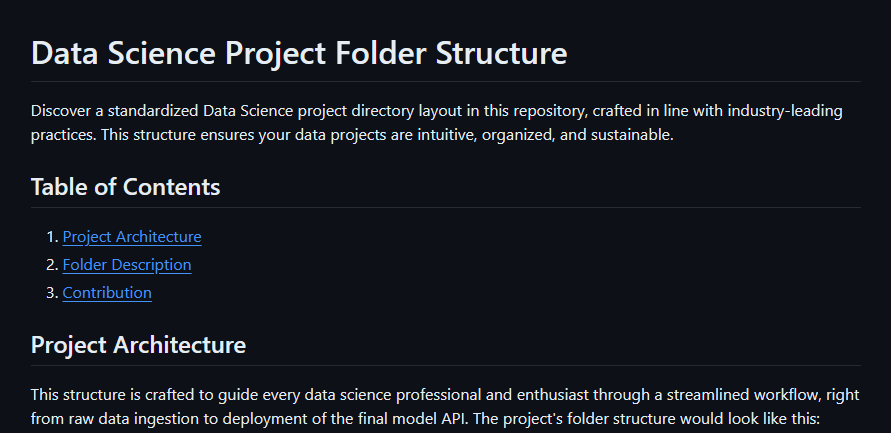 Data Science Project Folder Structure
Discover a standardized Data Science project directory layout in this repository, crafted in line with industry-leading
practices. This structure ensures your data projects are intuitive, organized, and sustainable.
Table of Contents
1. Project Architecture
2. Folder Description
3. Contribution
Project Architecture
This structure is crafted to guide every data science professional and enthusiast through a streamlined workflow, right
from raw data ingestion to deployment of the final model API. The project's folder structure would look like this: